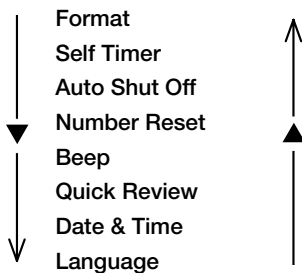 Format
Self Timer
Auto Shut Off
Number Reset
Beep
Quick Review
Date & Time
Language